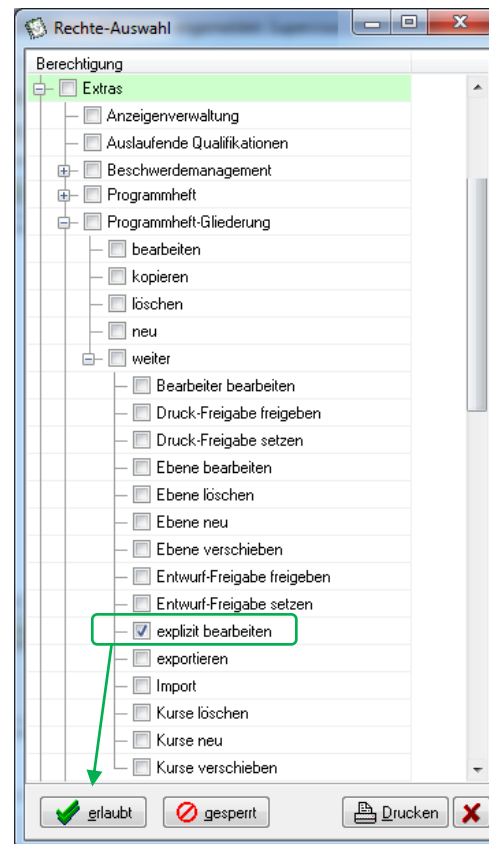 Rechte-Auswahl
Berechtigung
Extras
Anzeigenverwaltung
Auslaufende Qualifikationen
Beschwerdemanagement
Programmheft
Programmheft-Gliederung
bearbeiten
kopieren
löschen
neu
weiter
Bearbeiter bearbeiten
Druck-Freigabe freigeben
Druck-Freigabe setzen
Ebene bearbeiten
Ebene löschen
Ebene neu
Ebene verschieben
Entwurf-Freigabe freigeben
Entwurf-Freigabe setzen
explizit bearbeiten
exportieren
Import
Kurse löschen
Kurse neu
Kurse verschieben
erlaubt gesperrt Drucken